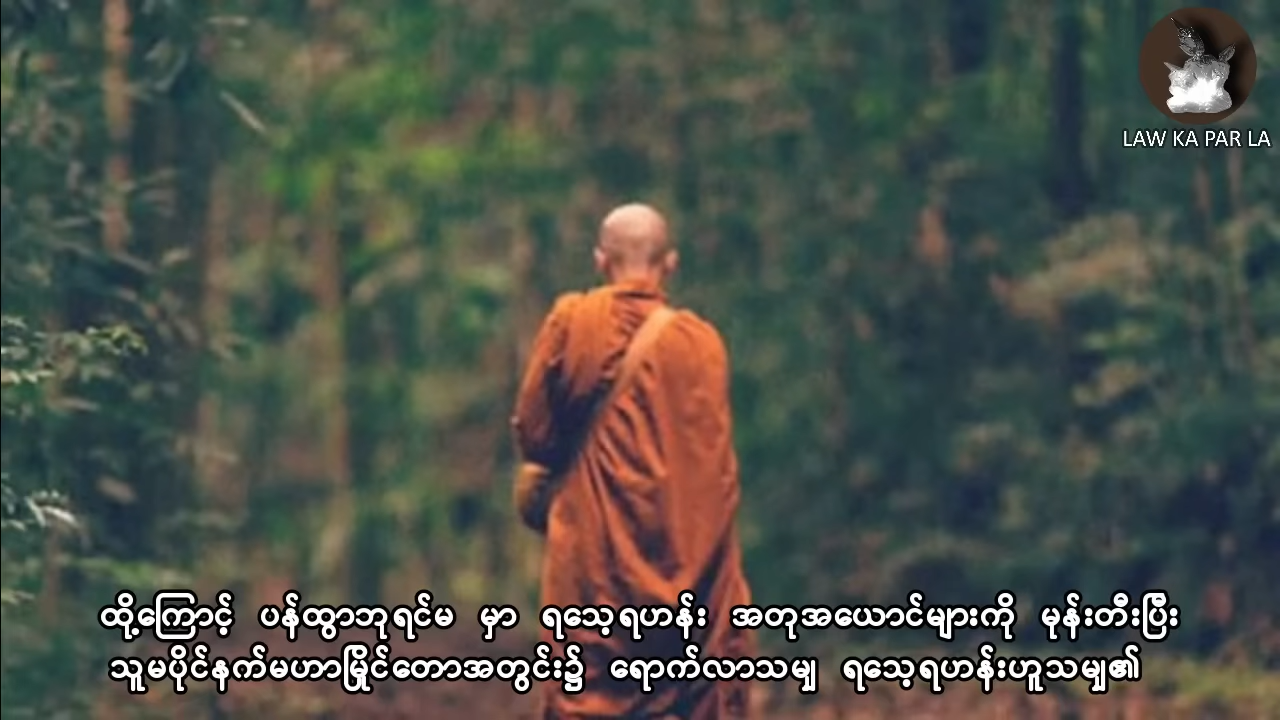 LAW KA PAR LA
ထို့ကြောင့် ပန်ထွာဘုရင်မ မှာ ရသေ့ရဟန်း အတုအယောင်များကို မုန်းတီးပြီး
သူမပိုင်နက်မဟာမြိုင်တောအတွင်း၌ ရောက်လာသမျှ ရသေ့ရဟန်းဟူသမျှ၏